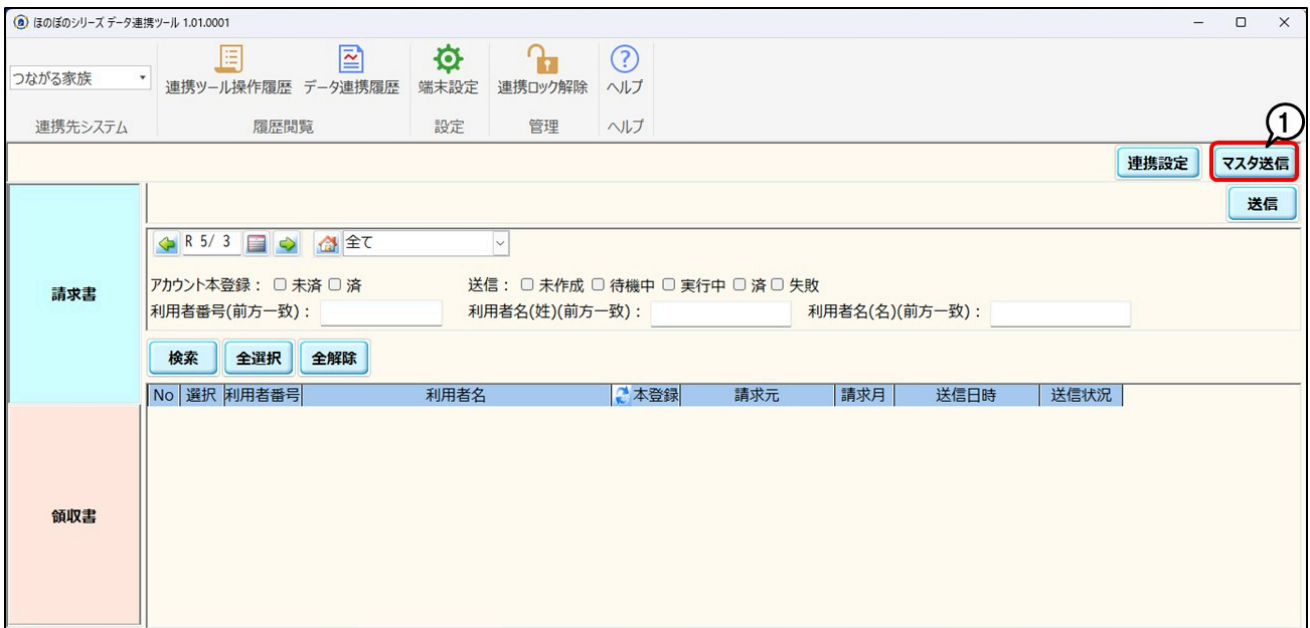 ほのぼのシリーズ データ連携ツール 1.01.0001
つながる家族
連携ツール操作履歴 データ連携履歴 端末設定 連携ロック解除 ヘルプ
連携先システム 履歴閲覧 設定 管理 ヘルプ
1
連携設定 マスタ送信
送信
R 5/ 3 全て
アカウント本登録： 未済 済 送信： 未作成 待機中 実行中 済 失敗
請求書
利用者番号(前方一致)： 利用者名(姓)(前方一致)： 利用者名(名)(前方一致)：
検索 全選択 全解除
No 選択 利用者番号 利用者名 本登録 請求元 請求月 送信日時 送信状況
領収書